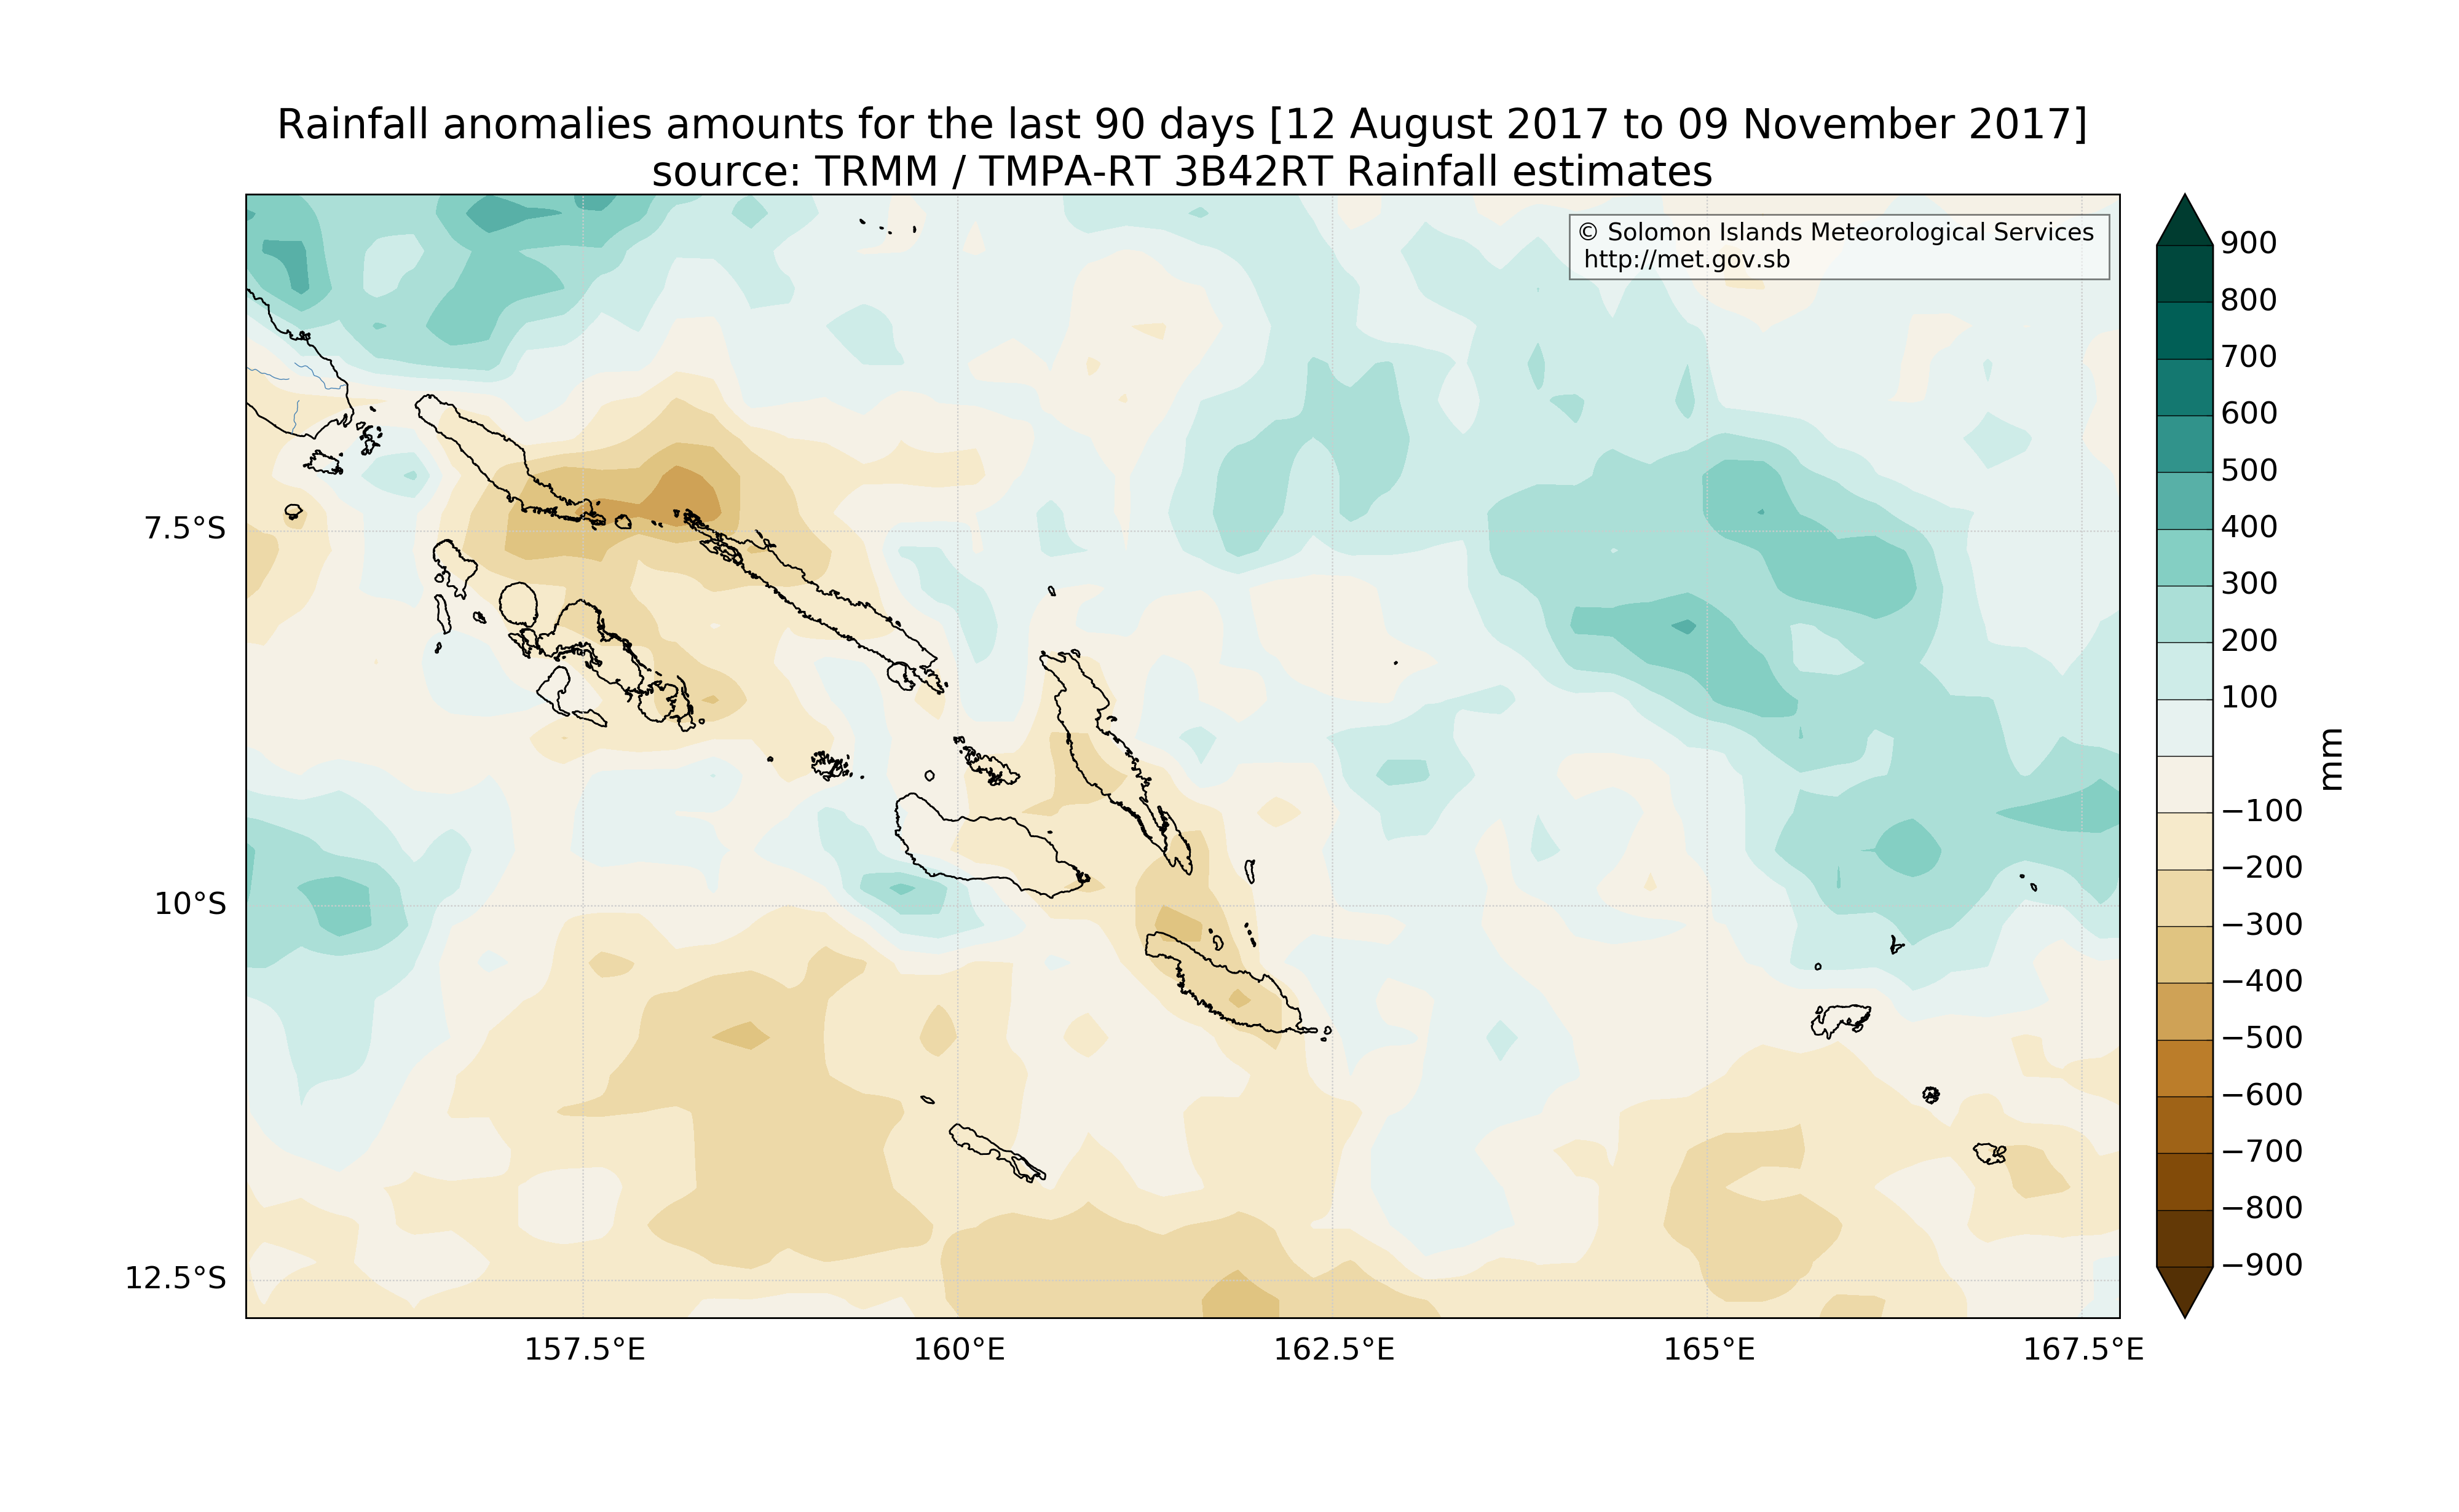 Rainfall anomalies amounts for the last 90 days [12 August 2017 to 09 November 2017]
source: TRMM / TMPA-RT 3B42RT Rainfall estimates
© Solomon Islands Meteorological Services
http://met.gov.sb
7.5°S
10°S
12.5°S
157.5°E
160°E
162.5°E
165°E
167.5°E
900
800
700
600
500
400
300
200
100
−100
−200
−300
−400
−500
−600
−700
−800
−900
mm